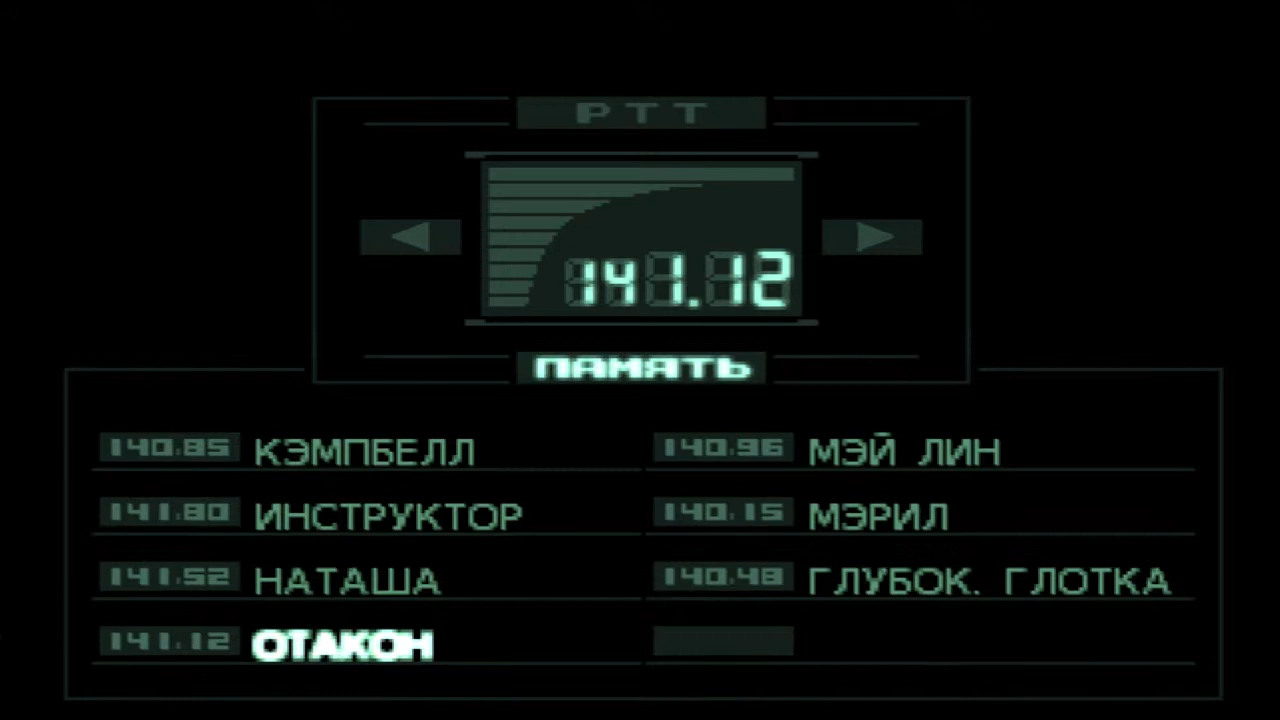 PTT
141.12
ПАМЯТЬ
140.85 КЭМПБЕЛЛ 140.96 МЭЙ ЛИН
141.80 ИНСТРУКТОР 140.15 МЭРИЛ
141.52 НАТАША 140.48 ГЛУБОК. ГЛОТКА
141.12 ОТАКОН